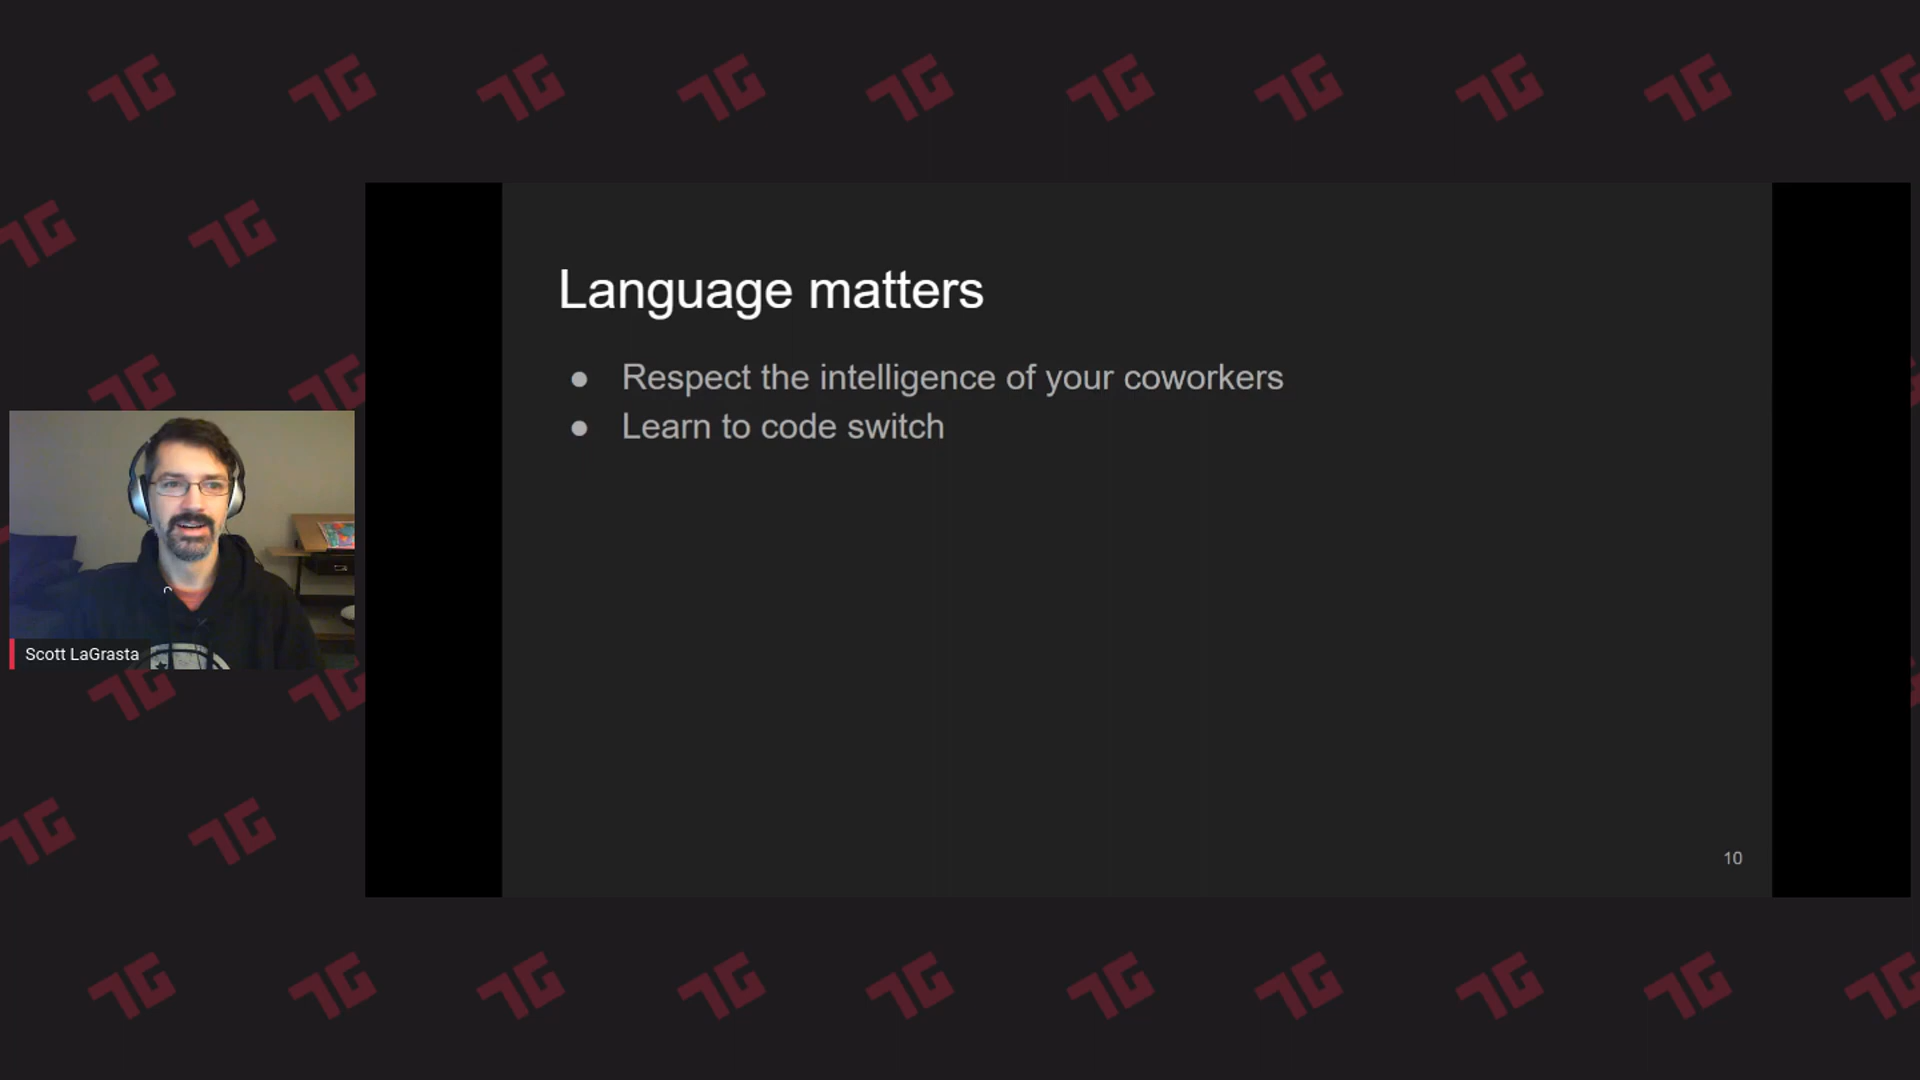 Language matters
● Respect the intelligence of your coworkers
● Learn to code switch
Scott LaGrasta
10